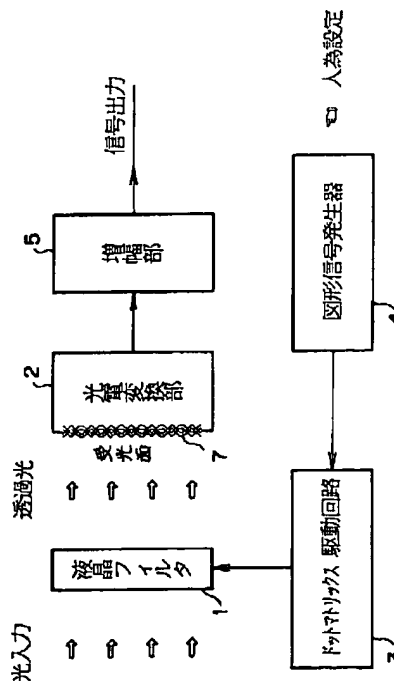 光入力
透過光
信号出力
液晶フィルタ
1
受光面
7
光電変換部
2
増幅部
5
ドットマトリックス 駆動回路
図形信号発生器
人為設定